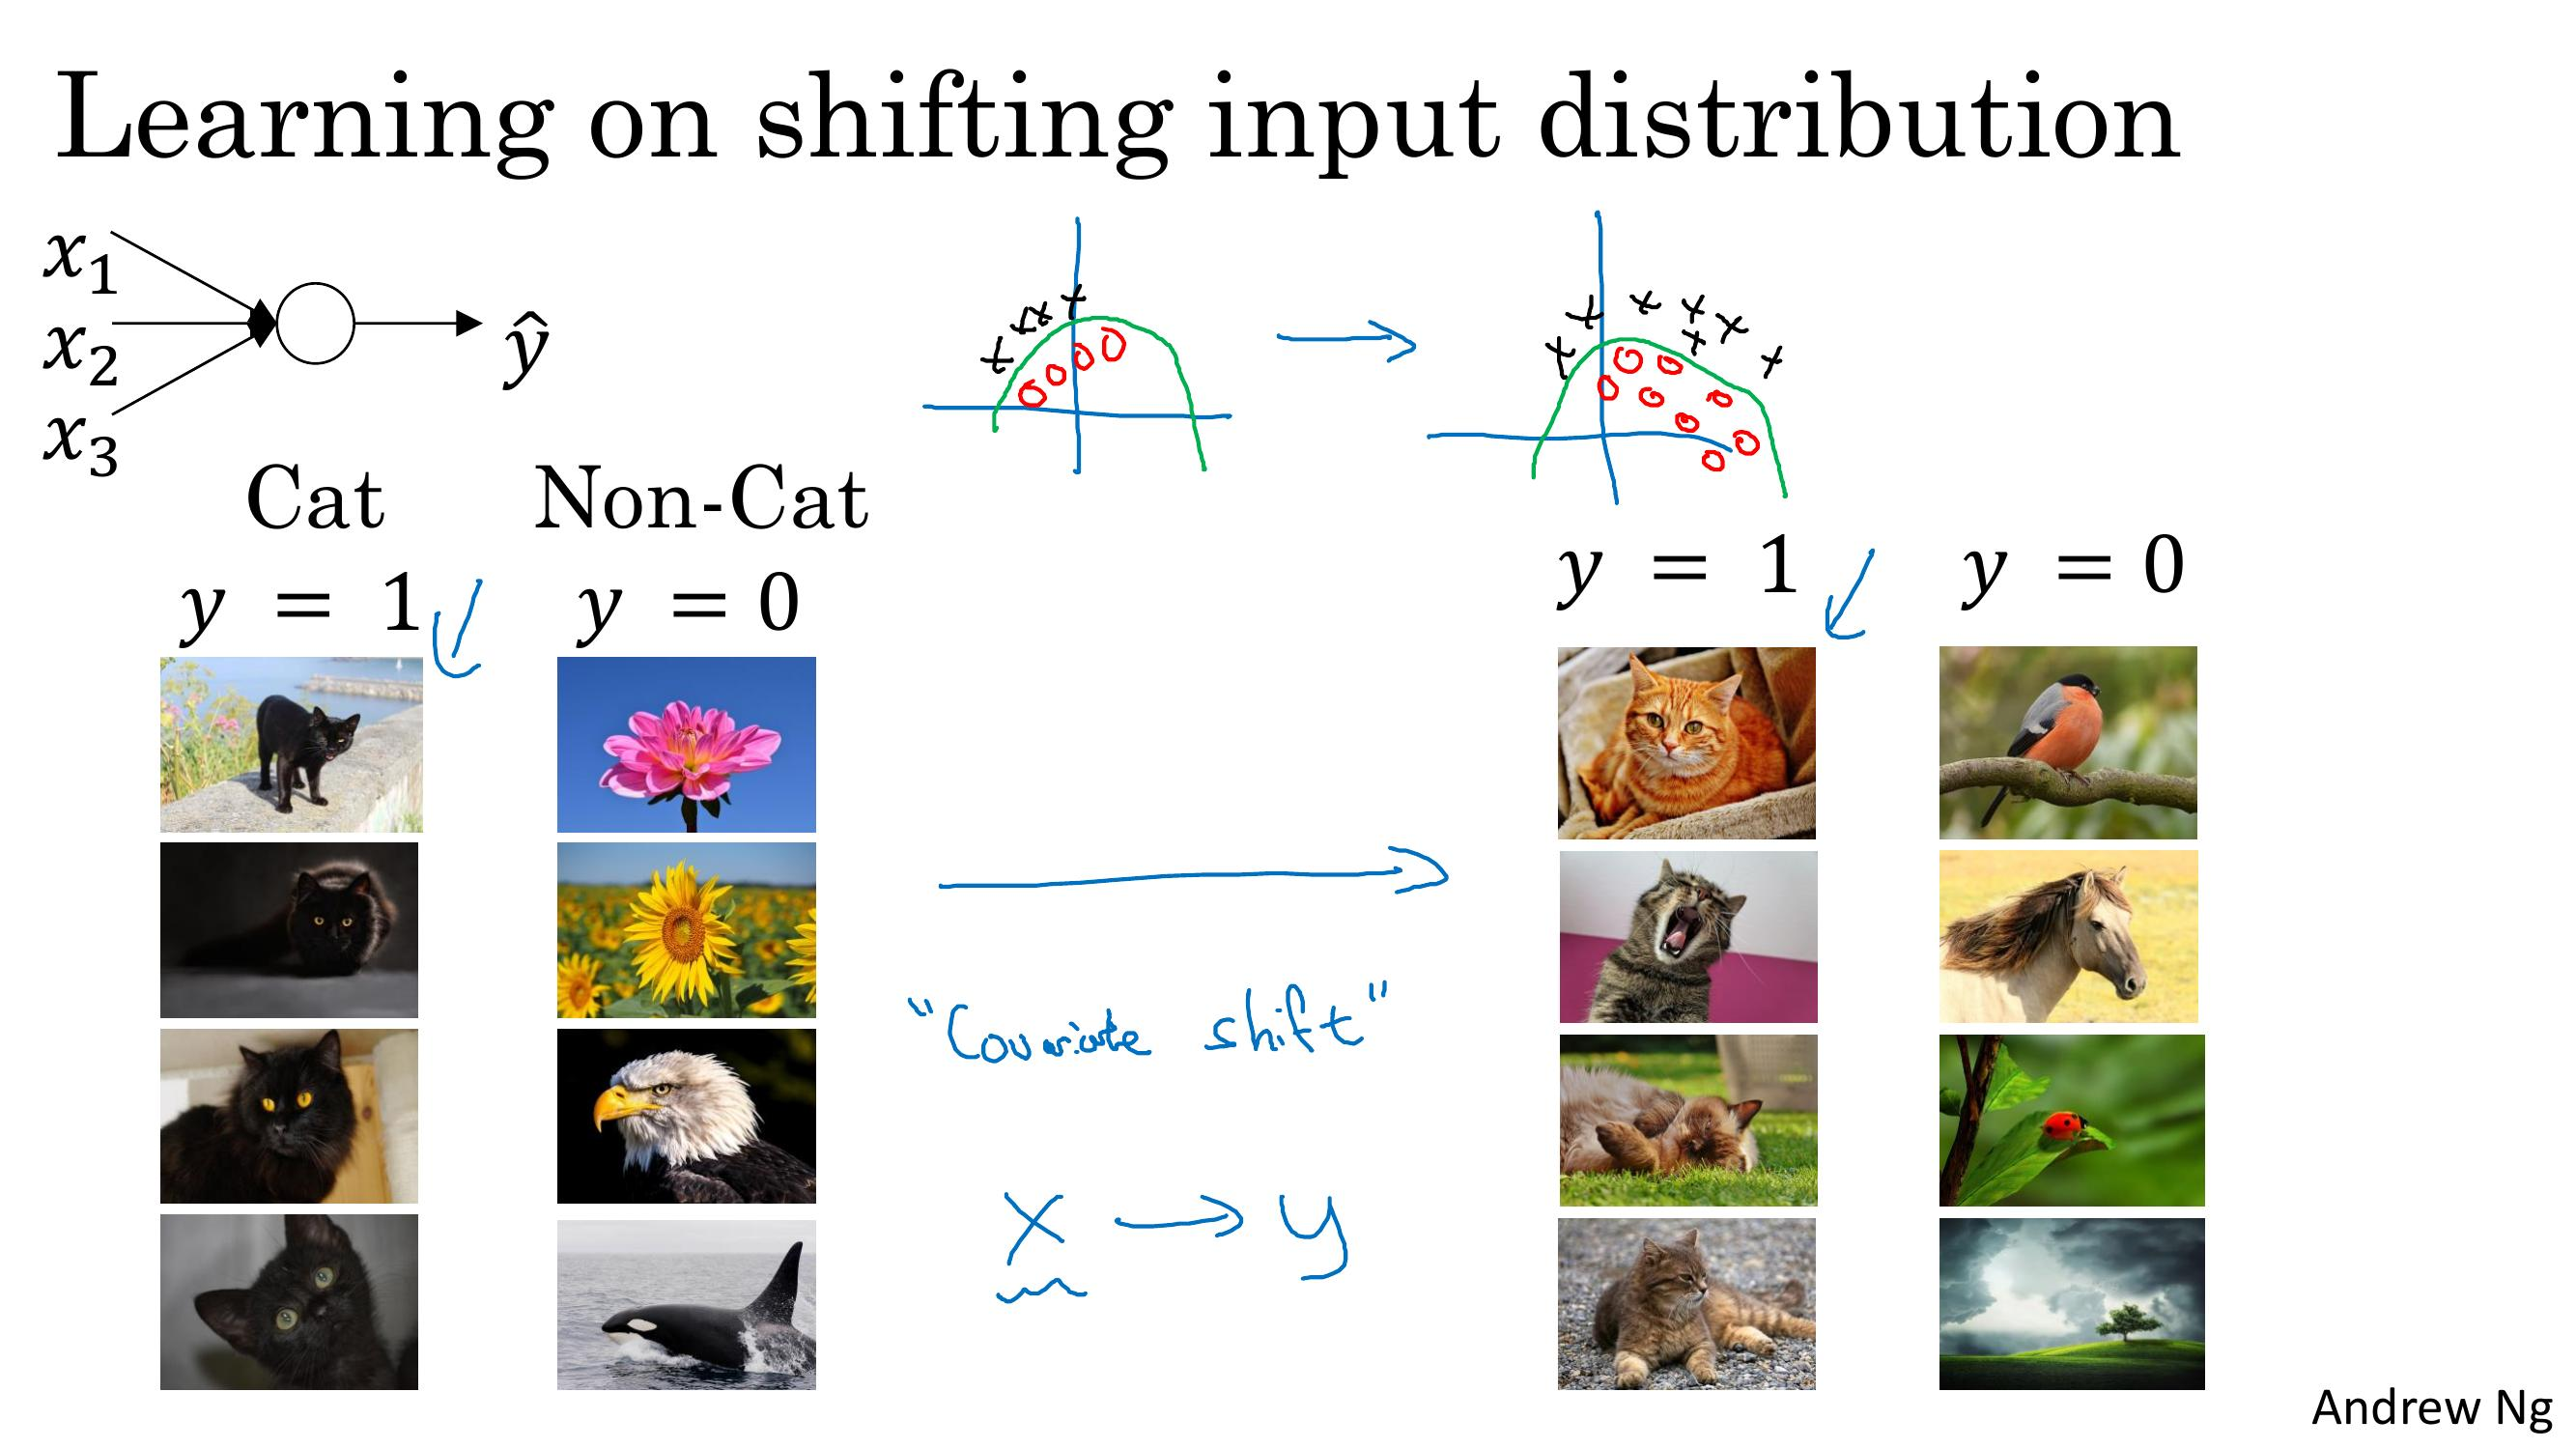 Learning on shifting input distribution
x₁
x₂
x₃
ŷ
Cat
Non-Cat
y = 1
y = 0
y = 1
y = 0
"Covariate shift"
X → y
Andrew Ng